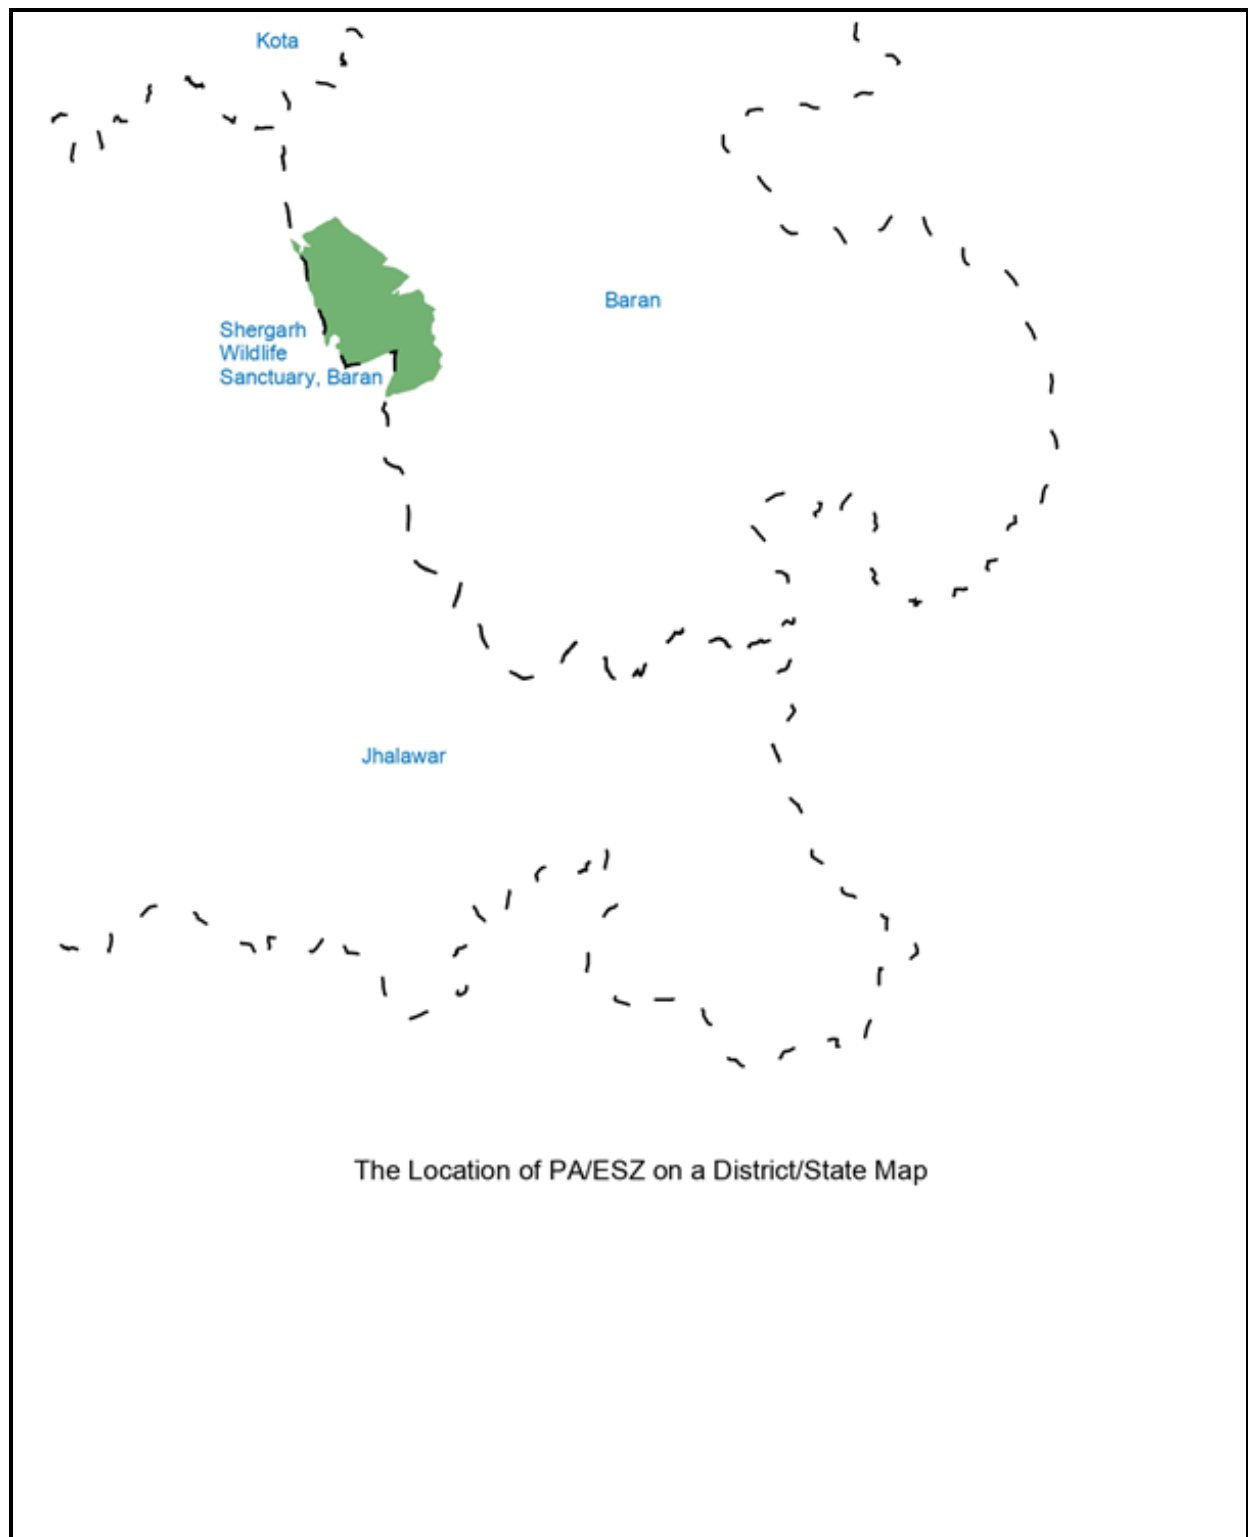 Kota
Baran
Shergarh
Wildlife
Sanctuary, Baran
Jhalawar
The Location of PA/ESZ on a District/State Map